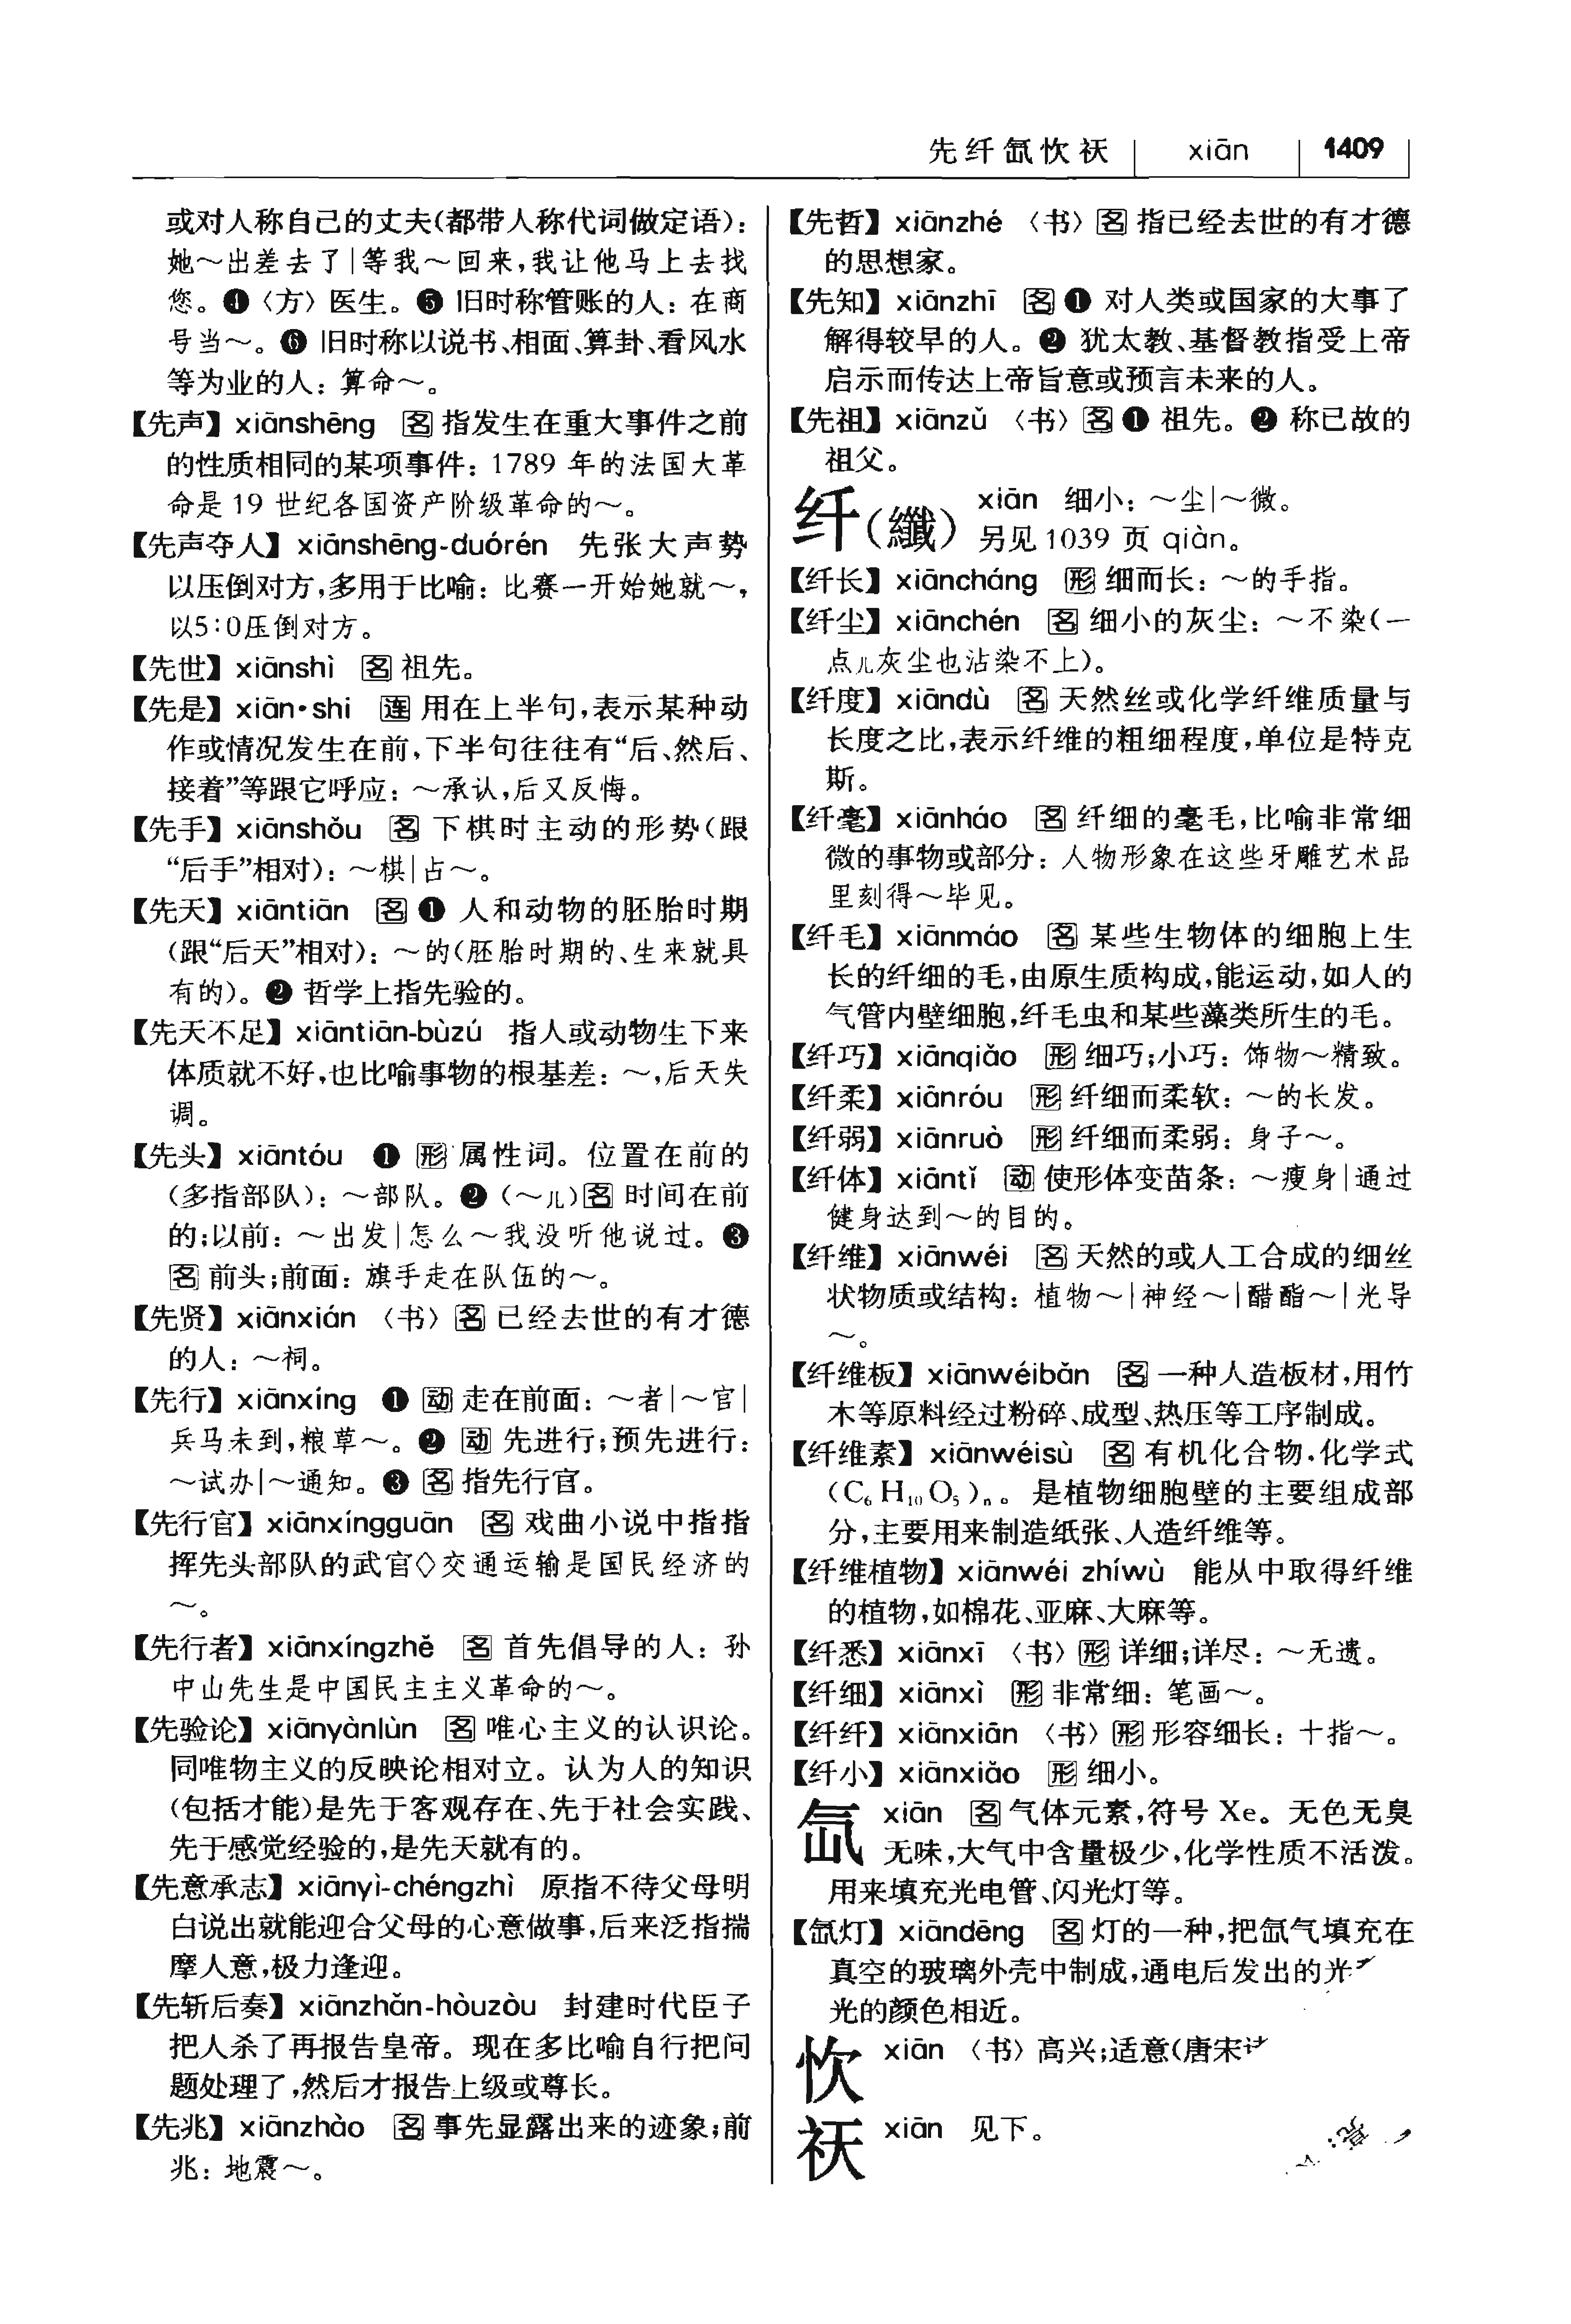 先纤氙忺祆 xiān 1409
或对人称自己的丈夫(都带人称代词做定语):
她～出差去了|等我～回来,我让他马上去找
您。❹〈方〉医生。❺ 旧时称管账的人: 在商
号当～。❻ 旧时称以说书、相面、算卦、看风水
等为业的人: 算命～。
【先声】xiānshēng 名 指发生在重大事件之前
的性质相同的某项事件: 1789 年的法国大革
命是 19 世纪各国资产阶级革命的～。
【先声夺人】xiānshēng-duórén 先张大声势
以压倒对方,多用于比喻: 比赛一开始她就～,
以5∶0压倒对方。
【先世】xiānshì 名 祖先。
【先是】xiān•shi 连 用在上半句,表示某种动
作或情况发生在前,下半句往往有“后、然后、
接着”等跟它呼应: ～承认,后又反悔。
【先手】xiānshǒu 名 下棋时主动的形势(跟
“后手”相对): ～棋|占～。
【先天】xiāntiān 名 ❶ 人和动物的胚胎时期
(跟“后天”相对): ～的(胚胎时期的、生来就具
有的)。❷ 哲学上指先验的。
【先天不足】xiāntiān-bùzú 指人或动物生下来
体质就不好,也比喻事物的根基差: ～,后天失
调。
【先头】xiāntóu ❶ 形 属性词。位置在前的
(多指部队): ～部队。❷ (～儿)名 时间在前
的;以前: ～出发|怎么～我没听他说过。❸
名 前头;前面: 旗手走在队伍的～。
【先贤】xiānxián 〈书〉名 已经去世的有才德
的人: ～祠。
【先行】xiānxíng ❶ 动 走在前面: ～者|～官|
兵马未到,粮草～。❷ 动 先进行;预先进行:
～试办|～通知。❸ 名 指先行官。
【先行官】xiānxíngguān 名 戏曲小说中指指
挥先头部队的武官◇交通运输是国民经济的
～。
【先行者】xiānxíngzhě 名 首先倡导的人: 孙
中山先生是中国民主主义革命的～。
【先验论】xiānyànlùn 名 唯心主义的认识论。
同唯物主义的反映论相对立。认为人的知识
(包括才能)是先于客观存在、先于社会实践、
先于感觉经验的,是先天就有的。
【先意承志】xiānyì-chéngzhì 原指不待父母明
白说出就能迎合父母的心意做事,后来泛指揣
摩人意,极力逢迎。
【先斩后奏】xiānzhǎn-hòuzòu 封建时代臣子
把人杀了再报告皇帝。现在多比喻自行把问
题处理了,然后才报告上级或尊长。
【先兆】xiānzhào 名 事先显露出来的迹象;前
兆: 地震～。
【先哲】xiānzhé 〈书〉名 指已经去世的有才德
的思想家。
【先知】xiānzhī 名 ❶ 对人类或国家的大事了
解得较早的人。❷ 犹太教、基督教指受上帝
启示而传达上帝旨意或预言未来的人。
【先祖】xiānzǔ 〈书〉名 ❶ 祖先。❷ 称已故的
祖父。
纤(纖) xiān 细小: ～尘|～微。
另见 1039 页 qiàn。
【纤长】xiāncháng 形 细而长: ～的手指。
【纤尘】xiānchén 名 细小的灰尘: ～不染(一
点儿灰尘也沾染不上)。
【纤度】xiāndù 名 天然丝或化学纤维质量与
长度之比,表示纤维的粗细程度,单位是特克
斯。
【纤毫】xiānháo 名 纤细的毫毛,比喻非常细
微的事物或部分: 人物形象在这些牙雕艺术品
里刻得～毕见。
【纤毛】xiānmáo 名 某些生物体的细胞上生
长的纤细的毛,由原生质构成,能运动,如人的
气管内壁细胞,纤毛虫和某些藻类所生的毛。
【纤巧】xiānqiǎo 形 细巧;小巧: 饰物～精致。
【纤柔】xiānróu 形 纤细而柔软: ～的长发。
【纤弱】xiānruò 形 纤细而柔弱: 身子～。
【纤体】xiāntǐ 动 使形体变苗条: ～瘦身|通过
健身达到～的目的。
【纤维】xiānwéi 名 天然的或人工合成的细丝
状物质或结构: 植物～|神经～|醋酯～|光导
～。
【纤维板】xiānwéibǎn 名 一种人造板材,用竹
木等原料经过粉碎、成型、热压等工序制成。
【纤维素】xiānwéisù 名 有机化合物,化学式
(C₆H₁₀O₅)ₙ。是植物细胞壁的主要组成部
分,主要用来制造纸张、人造纤维等。
【纤维植物】xiānwéi zhíwù 能从中取得纤维
的植物,如棉花、亚麻、大麻等。
【纤悉】xiānxī 〈书〉形 详细;详尽: ～无遗。
【纤细】xiānxì 形 非常细: 笔画～。
【纤纤】xiānxiān 〈书〉形 形容细长: 十指～。
【纤小】xiānxiǎo 形 细小。
氙 xiān 名 气体元素,符号 Xe。无色无臭
无味,大气中含量极少,化学性质不活泼。
用来填充光电管、闪光灯等。
【氙灯】xiāndēng 名 灯的一种,把氙气填充在
真空的玻璃外壳中制成,通电后发出的光
光的颜色相近。
忺 xiān 〈书〉高兴;适意(唐宋
祆 xiān 见下。